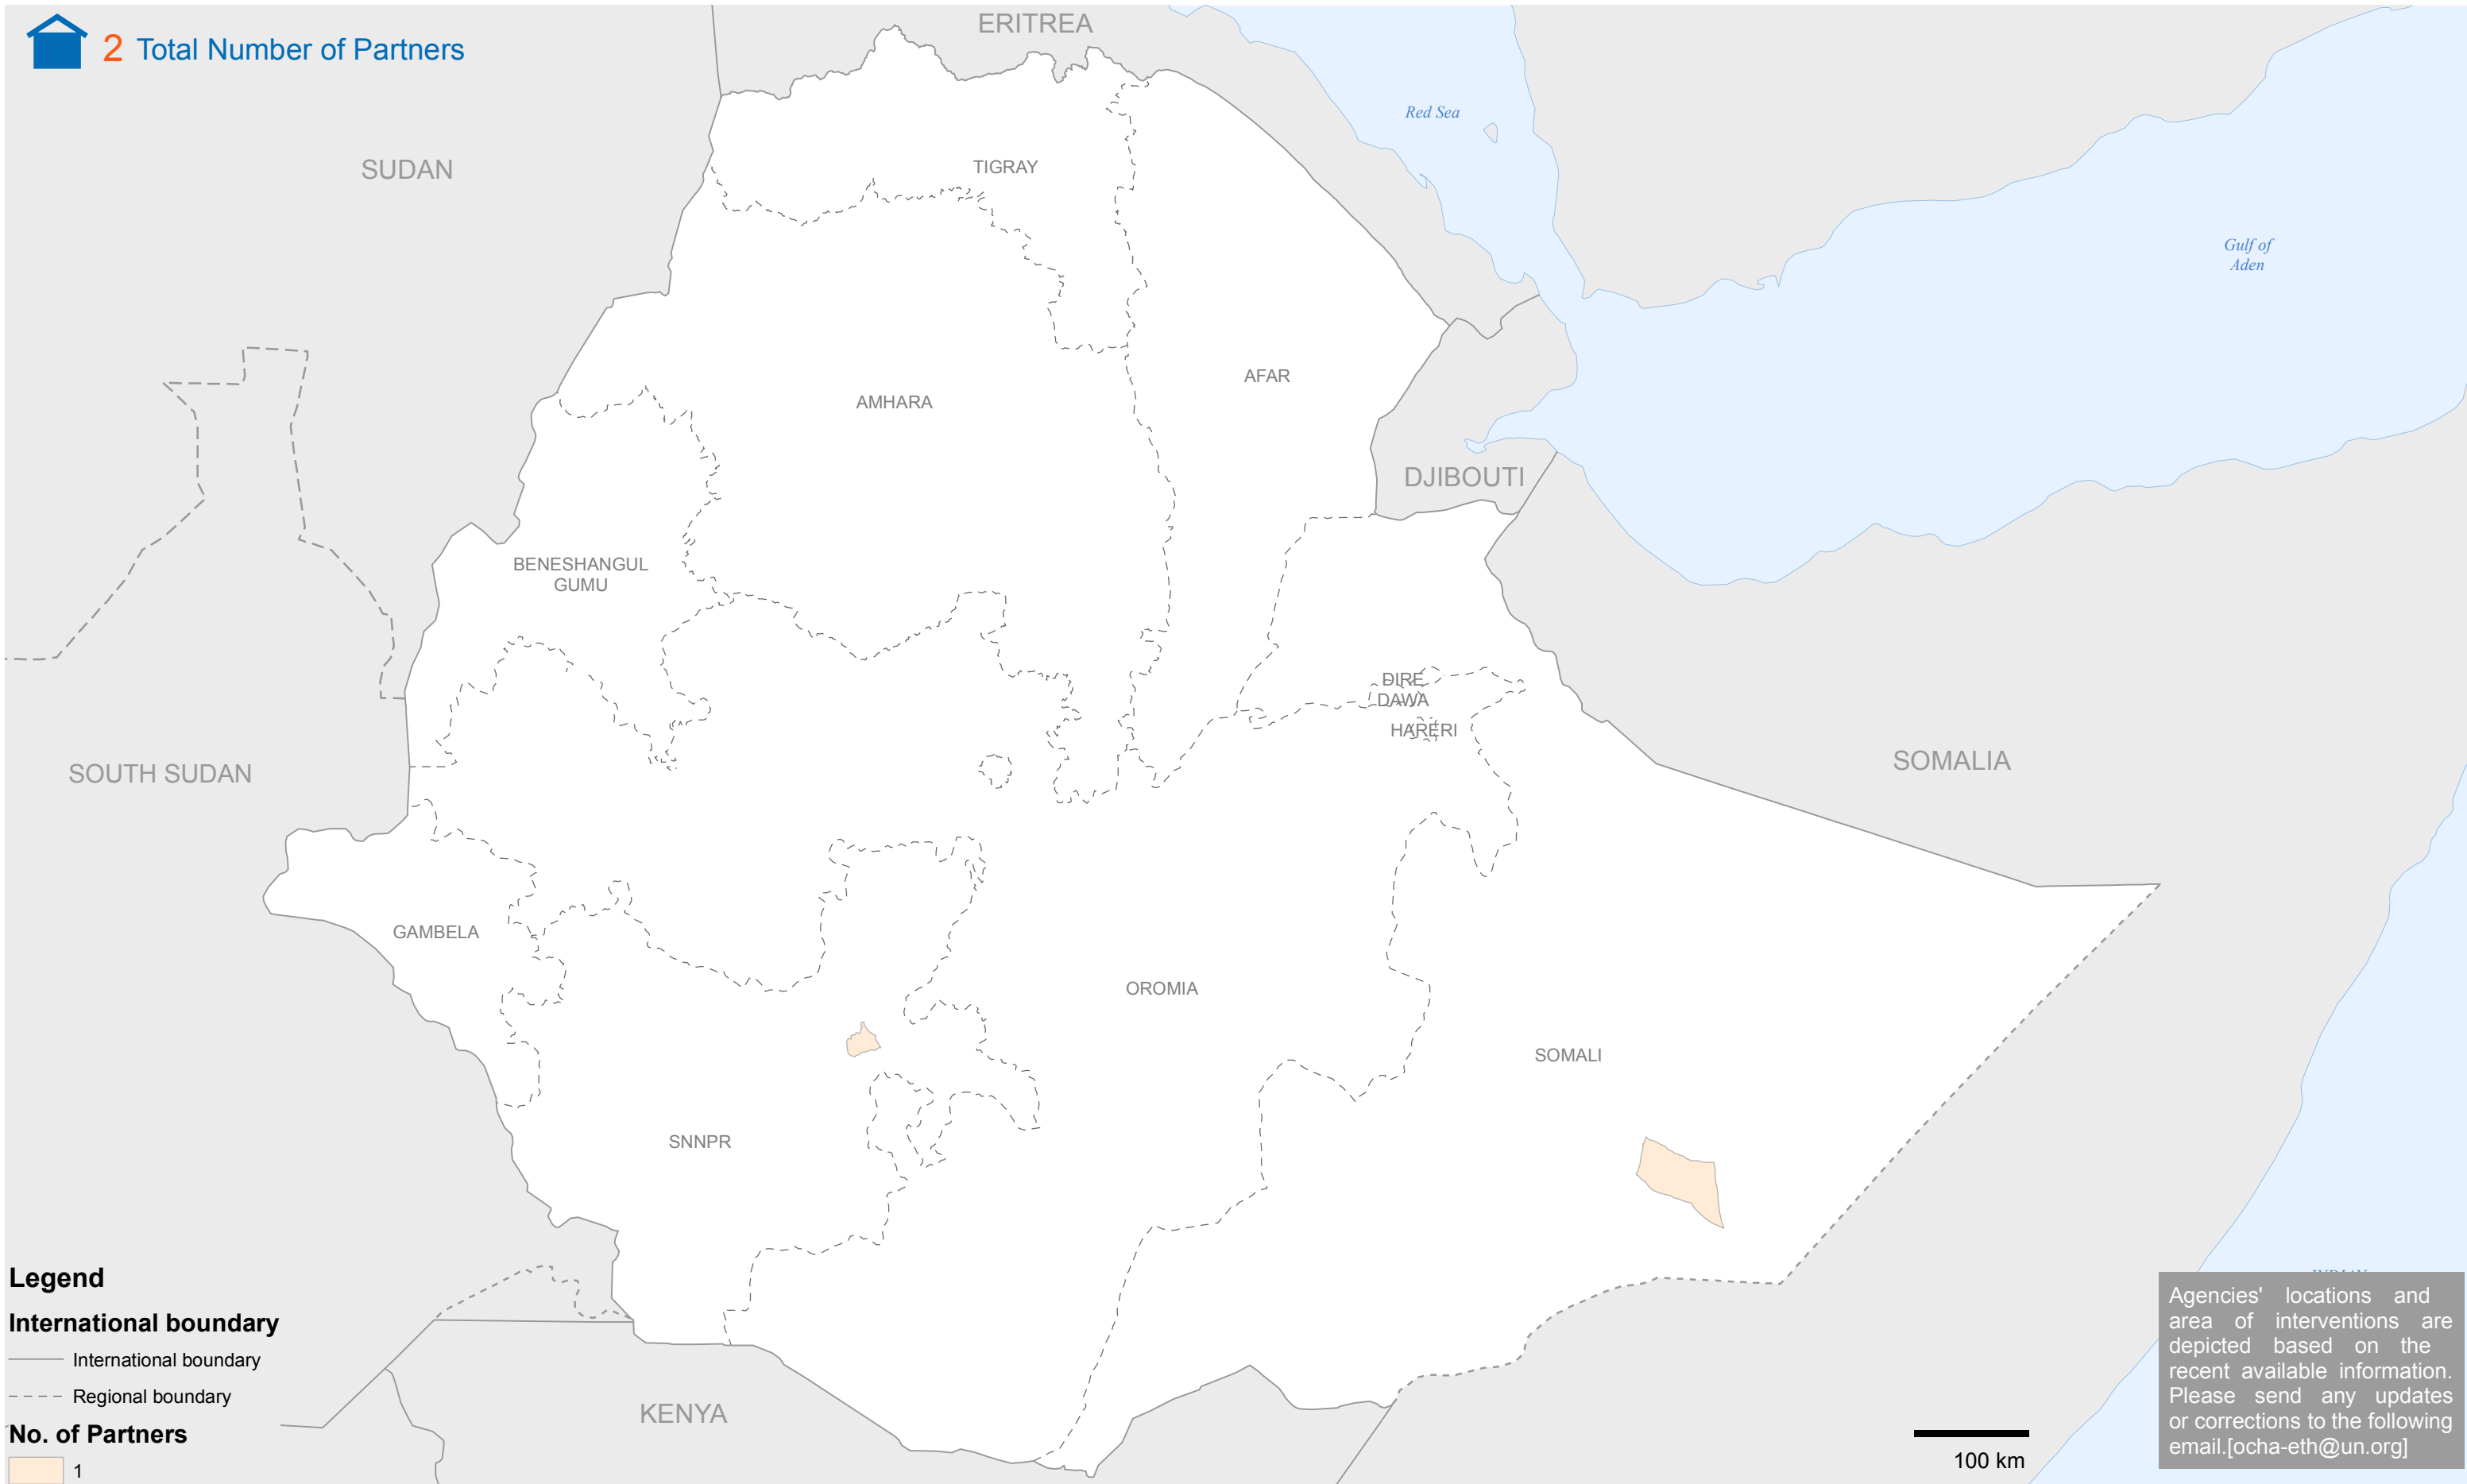 2 Total Number of Partners
ERITREA
Red Sea
SUDAN
TIGRAY
Gulf of
Aden
AFAR
AMHARA
DJIBOUTI
BENESHANGUL
GUMU
DIRE
DAWA
HARERI
SOUTH SUDAN
SOMALIA
GAMBELA
OROMIA
SOMALI
SNNPR
KENYA
Legend
International boundary
International boundary
Regional boundary
No. of Partners
1
100 km
Agencies' locations and
area of interventions are
depicted based on the
recent available information.
Please send any updates
or corrections to the following
email.[ocha-eth@un.org]